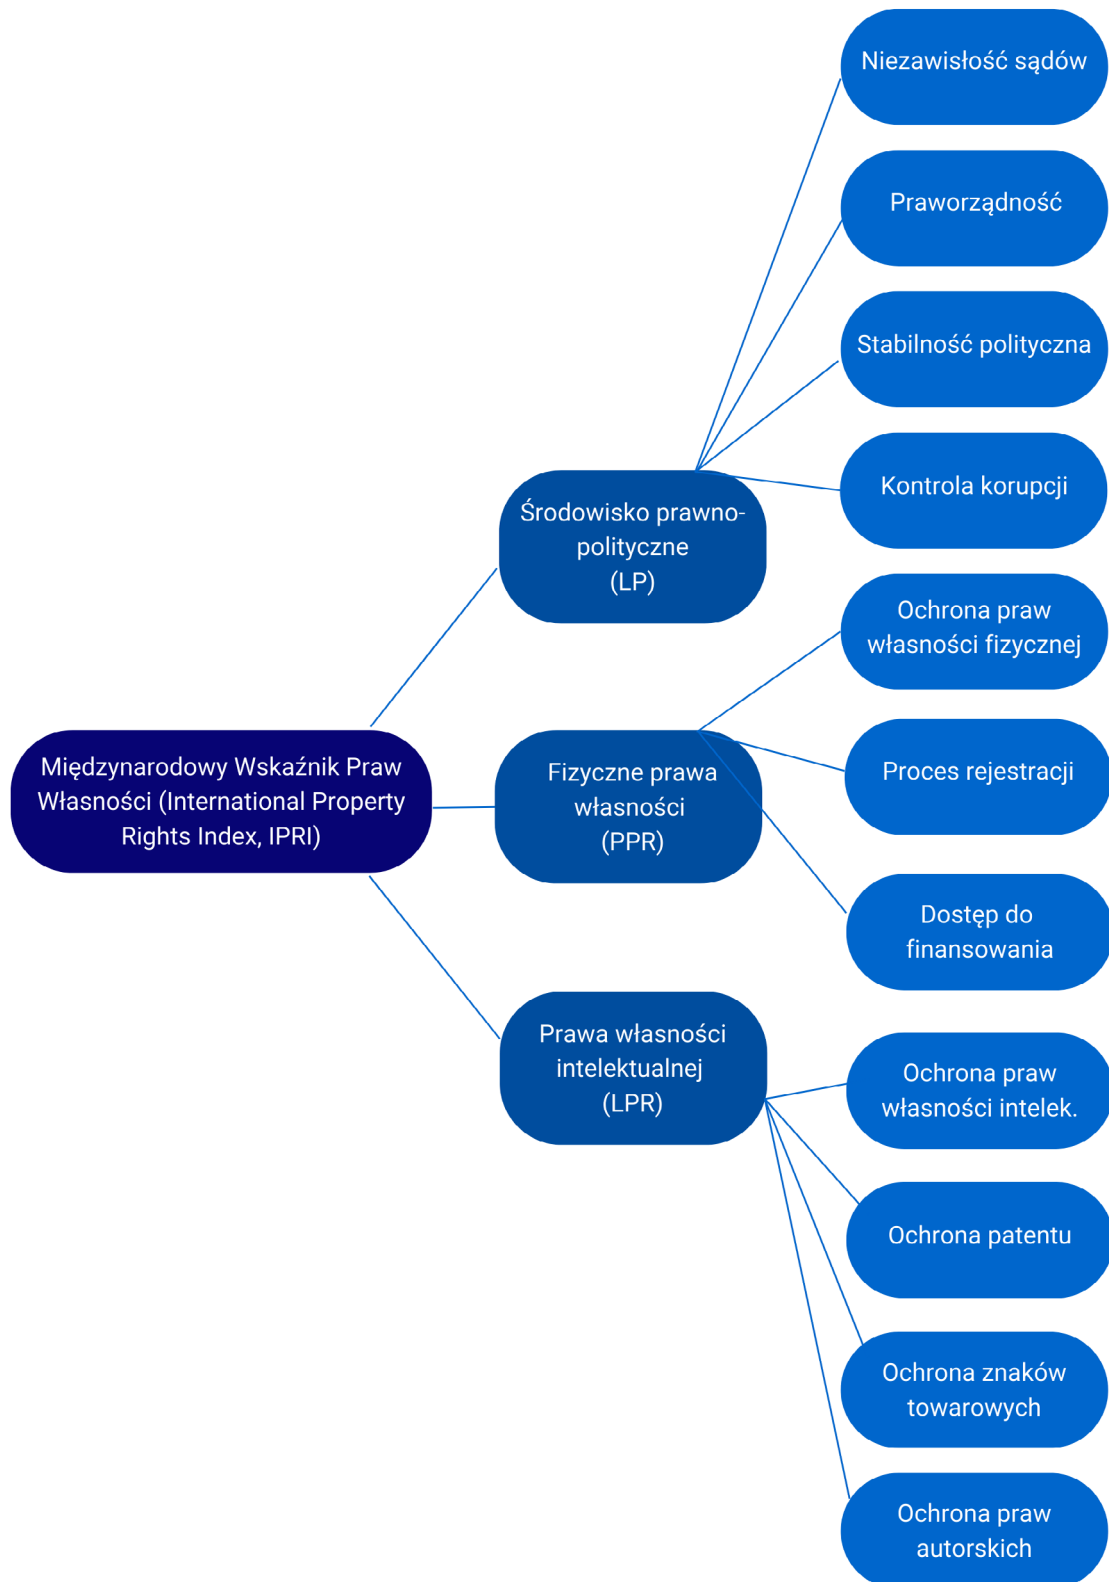 Niezawisłość sądów
Praworządność
Stabilność polityczna
Kontrola korupcji
Środowisko prawno-
polityczne
(LP)
Ochrona praw
własności fizycznej
Międzynarodowy Wskaźnik Praw
Własności (International Property
Rights Index, IPRI)
Fizyczne prawa
własności
(PPR)
Proces rejestracji
Dostęp do
finansowania
Prawa własności
intelektualnej
(LPR)
Ochrona praw
własności intelek.
Ochrona patentu
Ochrona znaków
towarowych
Ochrona praw
autorskich